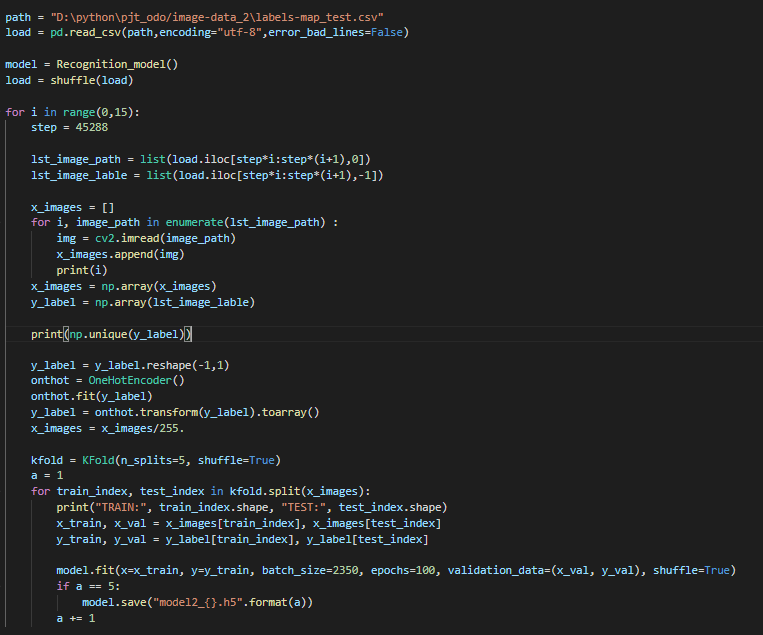 path = "D:\python\pjt_odo/image-data_2\labels-map_test.csv"
load = pd.read_csv(path,encoding="utf-8",error_bad_lines=False)
model = Recognition_model()
load = shuffle(load)
for i in range(0,15):
step = 45288
lst_image_path = list(load.iloc[step*i:step*(i+1),0])
lst_image_lable = list(load.iloc[step*i:step*(i+1),-1])
x_images = []
for i, image_path in enumerate(lst_image_path) :
img = cv2.imread(image_path)
x_images.append(img)
print(i)
x_images = np.array(x_images)
y_label = np.array(lst_image_lable)
print(np.unique(y_label))
y_label = y_label.reshape(-1,1)
onthot = OneHotEncoder()
onthot.fit(y_label)
y_label = onthot.transform(y_label).toarray()
x_images = x_images/255.
kfold = KFold(n_splits=5, shuffle=True)
a = 1
for train_index, test_index in kfold.split(x_images):
print("TRAIN:", train_index.shape, "TEST:", test_index.shape)
x_train, x_val = x_images[train_index], x_images[test_index]
y_train, y_val = y_label[train_index], y_label[test_index]
model.fit(x=x_train, y=y_train, batch_size=2350, epochs=100, validation_data=(x_val, y_val), shuffle=True)
if a == 5:
model.save("model2_{}.h5".format(a))
a += 1